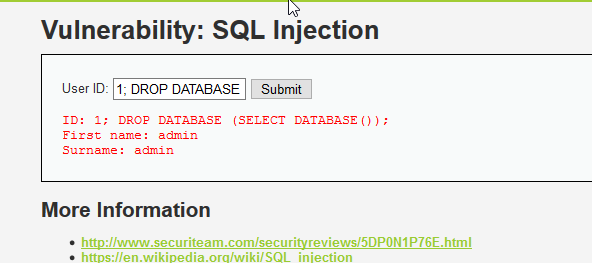 Vulnerability: SQL Injection
User ID: 1; DROP DATABASE Submit
ID: 1; DROP DATABASE (SELECT DATABASE());
First name: admin
Surname: admin
More Information
http://www.securiteam.com/securityreviews/5DP0N1P76E.html
https://en.wikipedia.org/wiki/SQL_injection